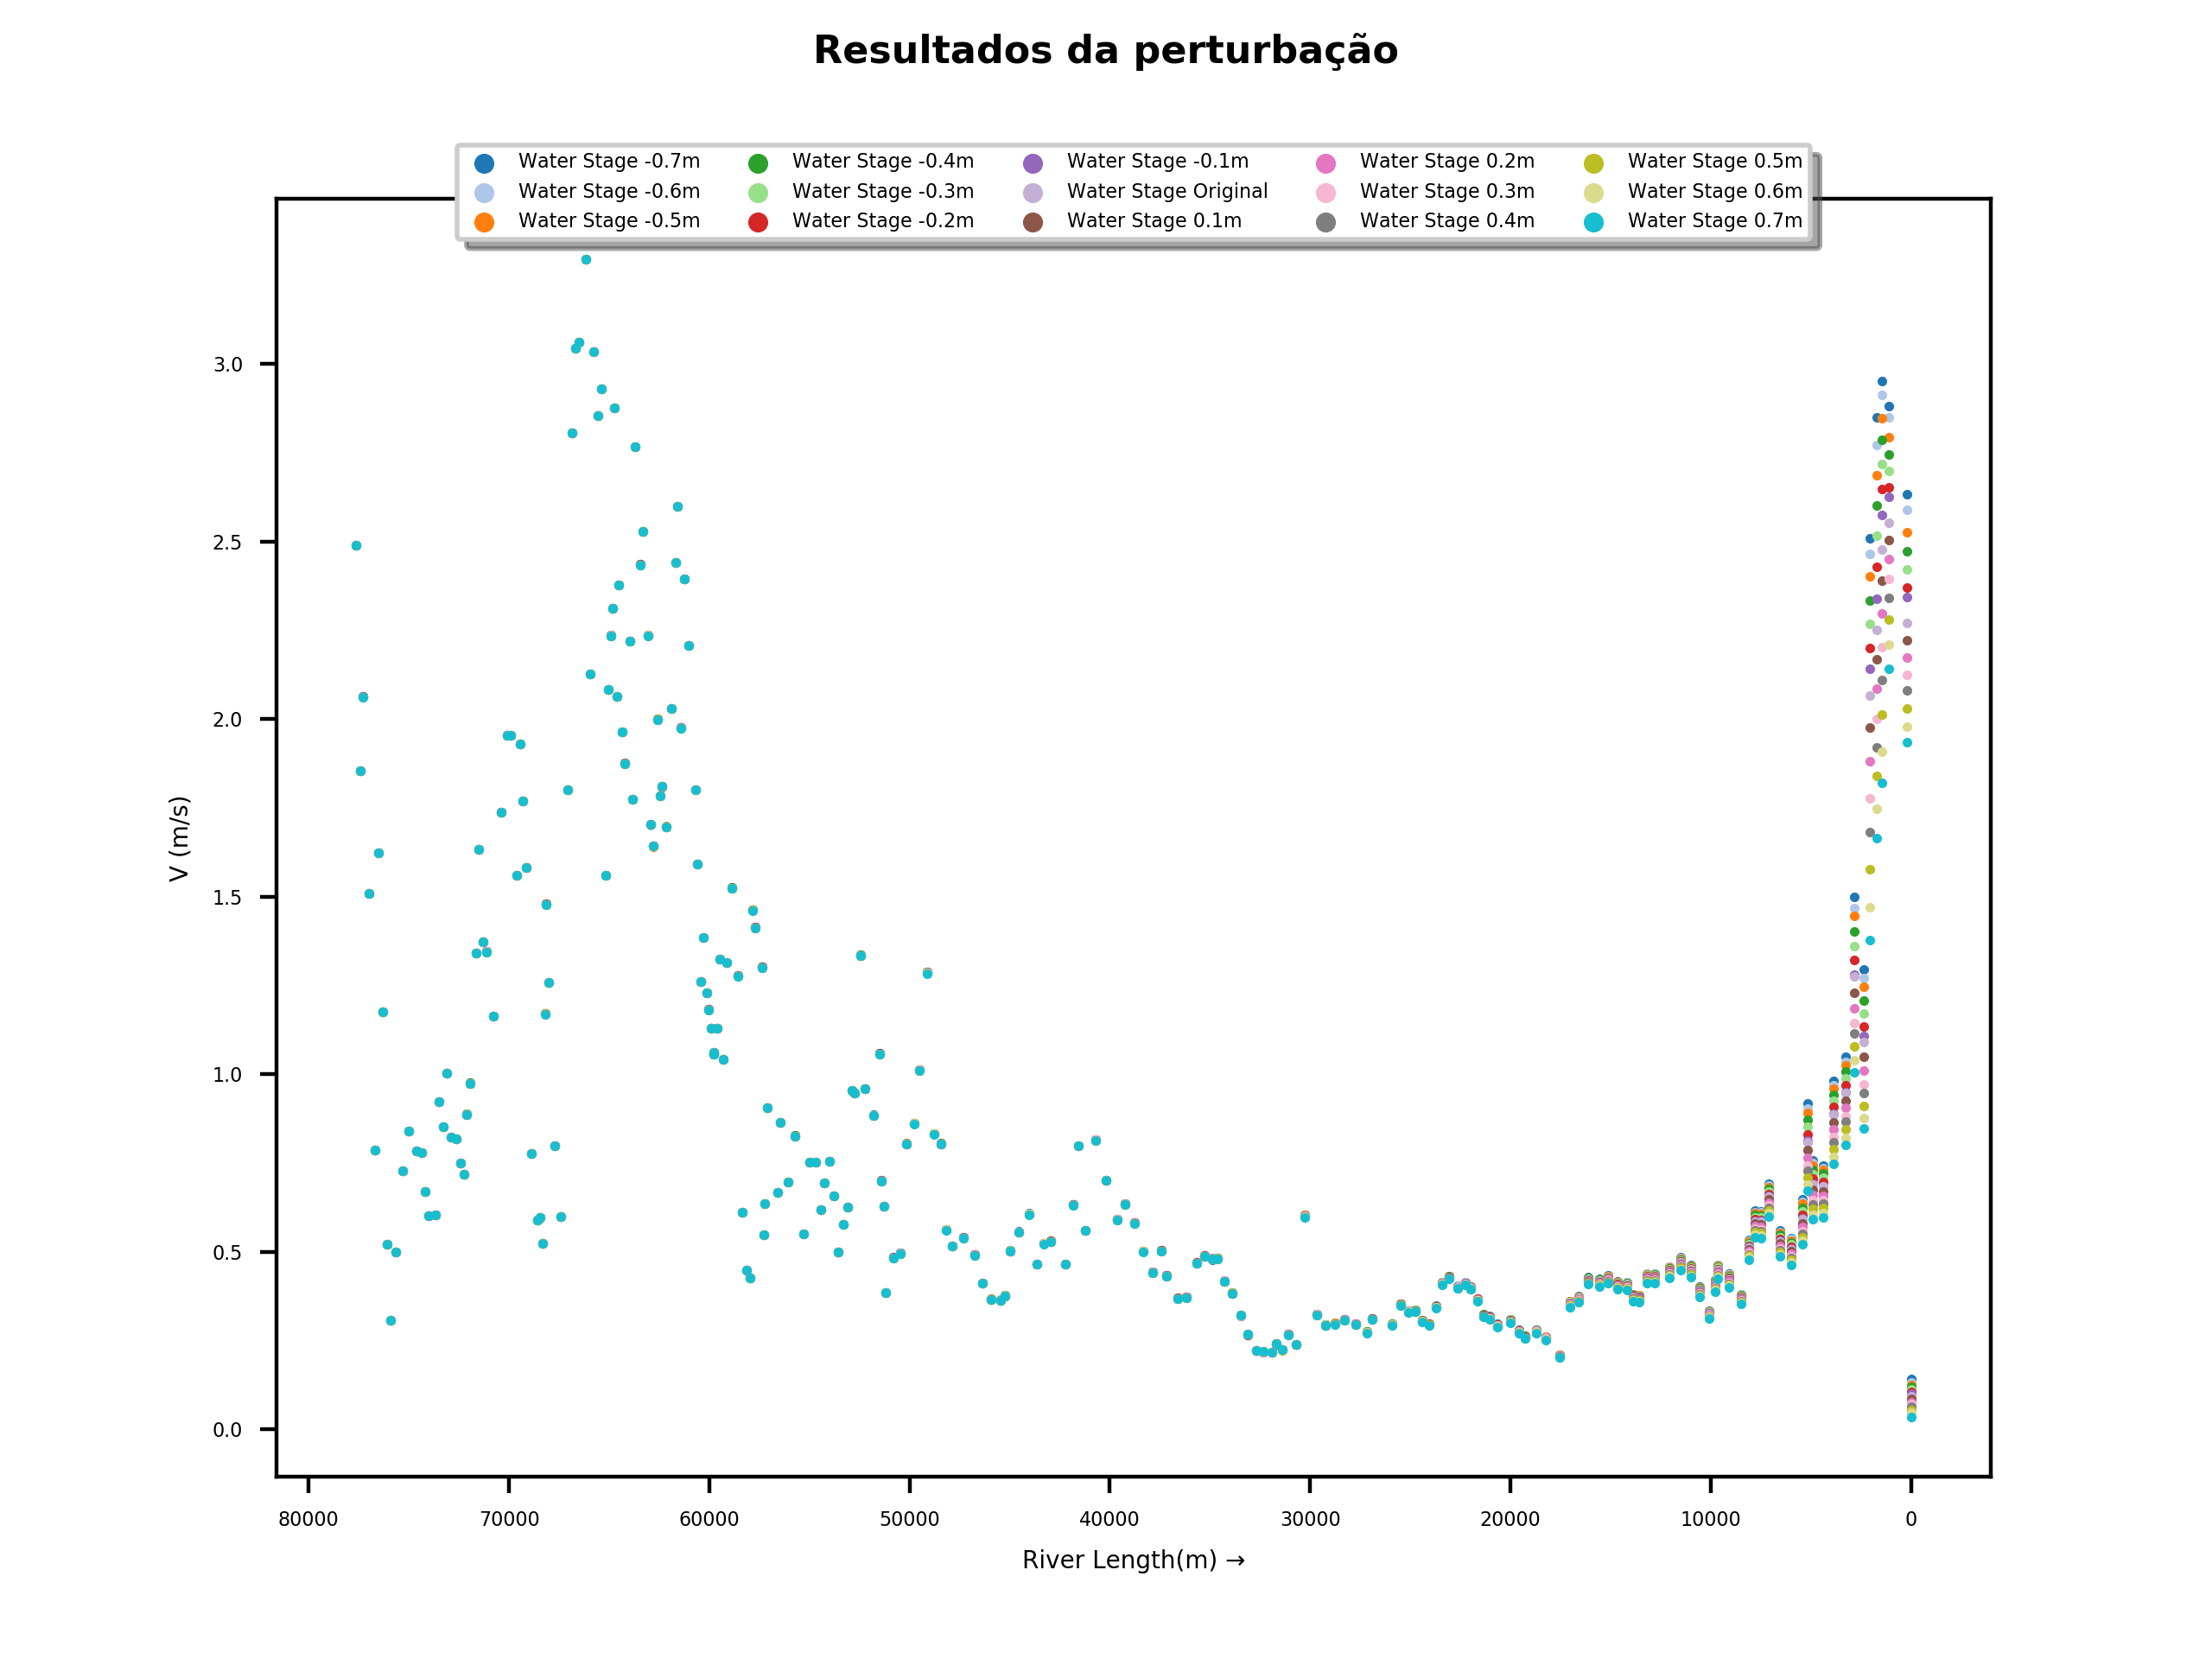 Resultados da perturbação
Water Stage -0.7m Water Stage -0.4m Water Stage -0.1m Water Stage 0.2m Water Stage 0.5m
Water Stage -0.6m Water Stage -0.3m Water Stage Original Water Stage 0.3m Water Stage 0.6m
Water Stage -0.5m Water Stage -0.2m Water Stage 0.1m Water Stage 0.4m Water Stage 0.7m
3.0
2.5
2.0
V (m/s)
1.5
1.0
0.5
0.0
80000 70000 60000 50000 40000 30000 20000 10000 0
River Length(m) →